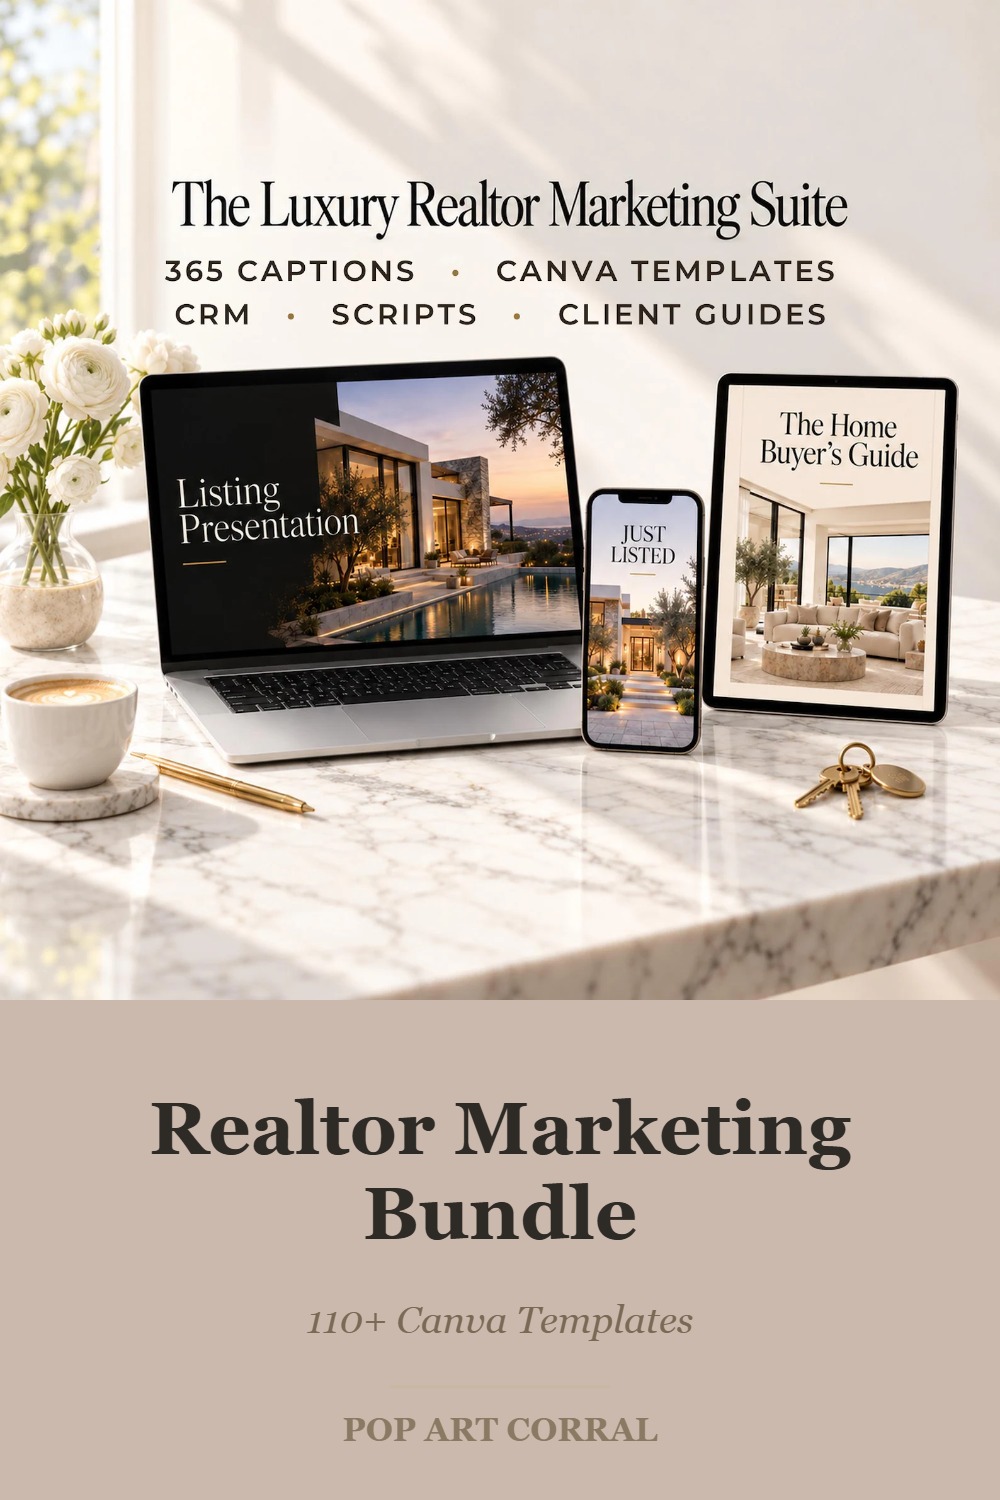 The Luxury Realtor Marketing Suite
365 CAPTIONS • CANVA TEMPLATES
CRM • SCRIPTS • CLIENT GUIDES
Listing
Presentation
JUST
LISTED
The Home
Buyer's Guide
Realtor Marketing
Bundle
110+ Canva Templates
POP ART CORRAL